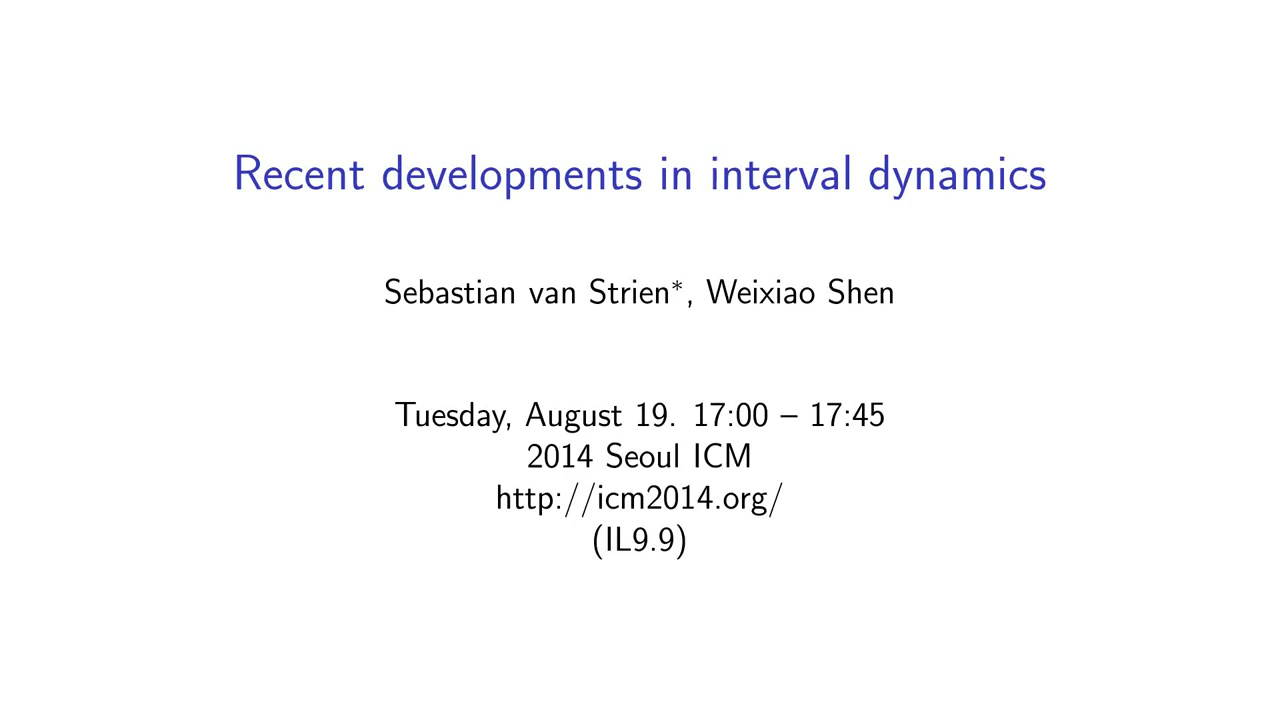 Recent developments in interval dynamics
Sebastian van Strien*, Weixiao Shen
Tuesday, August 19. 17:00 – 17:45
2014 Seoul ICM
http://icm2014.org/
(IL9.9)